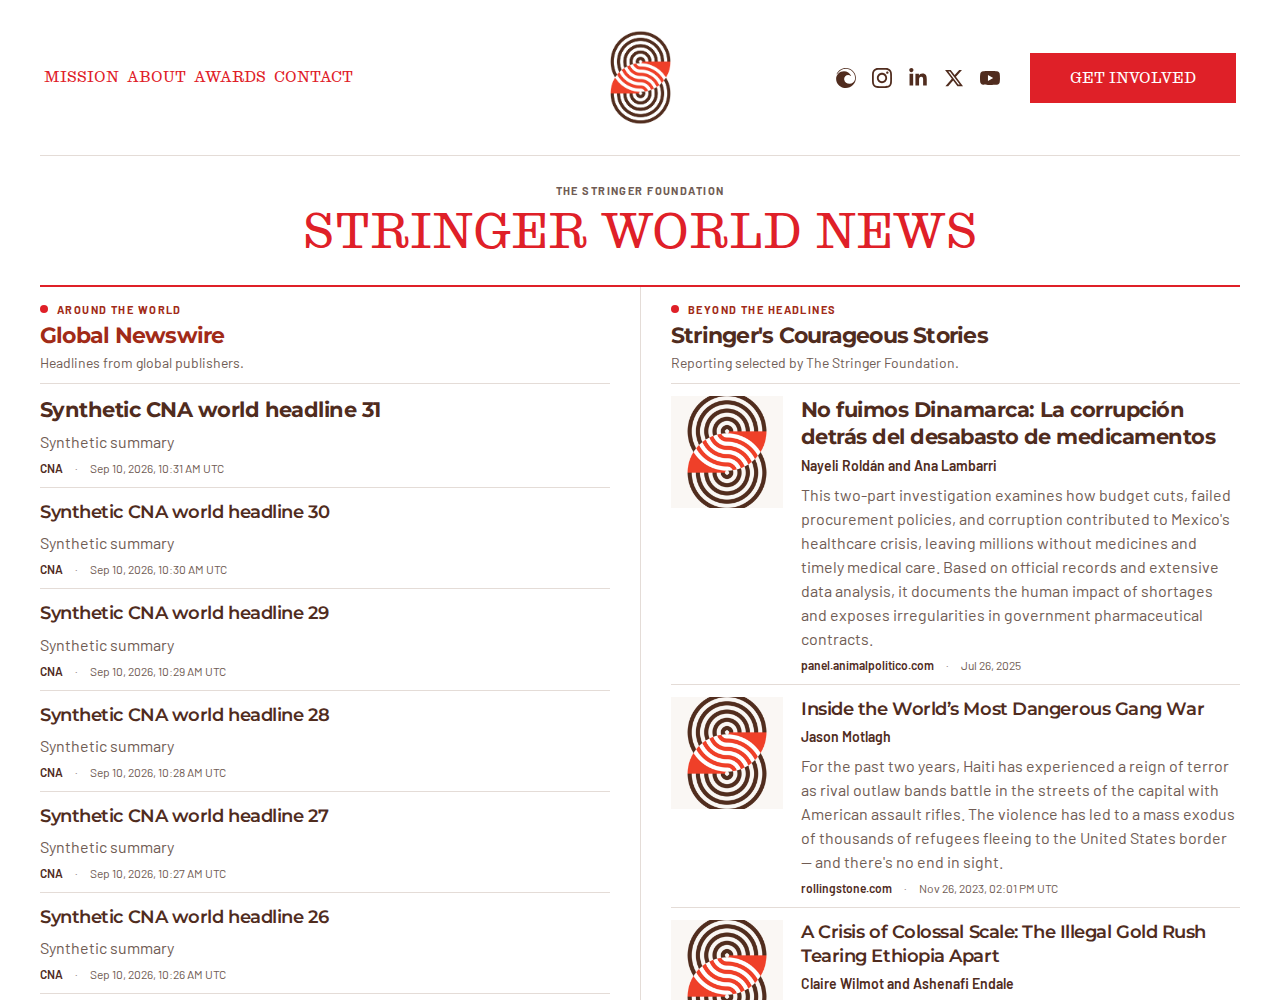 MISSION ABOUT AWARDS CONTACT
GET INVOLVED
THE STRINGER FOUNDATION
STRINGER WORLD NEWS
AROUND THE WORLD
Global Newswire
Headlines from global publishers.
Synthetic CNA world headline 31
Synthetic summary
CNA · Sep 10, 2026, 10:31 AM UTC
Synthetic CNA world headline 30
Synthetic summary
CNA · Sep 10, 2026, 10:30 AM UTC
Synthetic CNA world headline 29
Synthetic summary
CNA · Sep 10, 2026, 10:29 AM UTC
Synthetic CNA world headline 28
Synthetic summary
CNA · Sep 10, 2026, 10:28 AM UTC
Synthetic CNA world headline 27
Synthetic summary
CNA · Sep 10, 2026, 10:27 AM UTC
Synthetic CNA world headline 26
Synthetic summary
CNA · Sep 10, 2026, 10:26 AM UTC
BEYOND THE HEADLINES
Stringer's Courageous Stories
Reporting selected by The Stringer Foundation.
No fuimos Dinamarca: La corrupción
detrás del desabasto de medicamentos
Nayeli Roldán and Ana Lambarri
This two-part investigation examines how budget cuts, failed
procurement policies, and corruption contributed to Mexico's
healthcare crisis, leaving millions without medicines and
timely medical care. Based on official records and extensive
data analysis, it documents the human impact of shortages
and exposes irregularities in government pharmaceutical
contracts.
panel.animalpolitico.com · Jul 26, 2025
Inside the World’s Most Dangerous Gang War
Jason Motlagh
For the past two years, Haiti has experienced a reign of terror
as rival outlaw bands battle in the streets of the capital with
American assault rifles. The violence has led to a mass exodus
of thousands of refugees fleeing to the United States border
— and there's no end in sight.
rollingstone.com · Nov 26, 2023, 02:01 PM UTC
A Crisis of Colossal Scale: The Illegal Gold Rush
Tearing Ethiopia Apart
Claire Wilmot and Ashenafi Endale